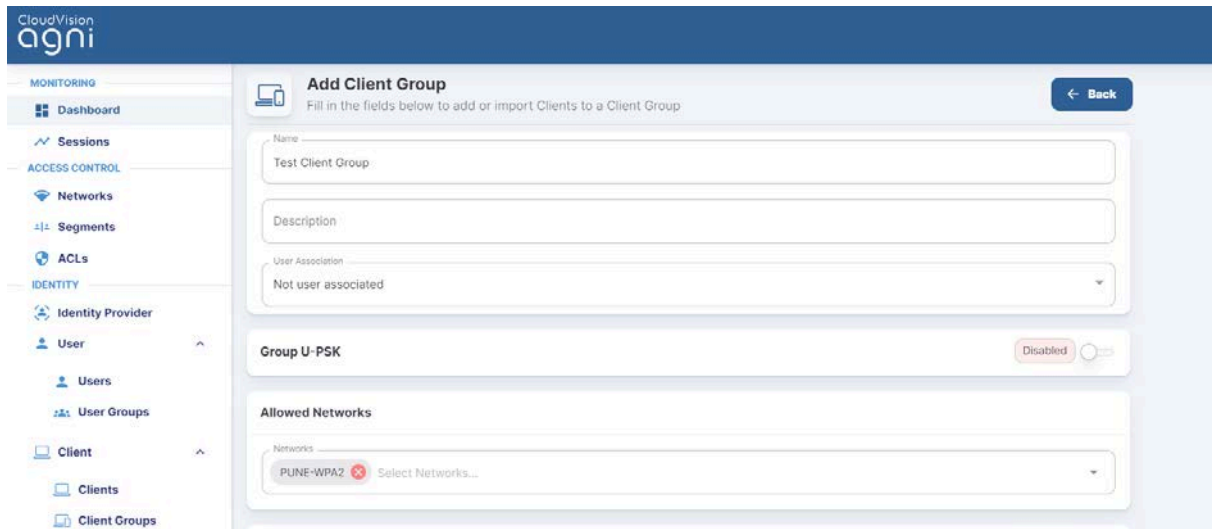 CloudVision
agni
MONITORING
Dashboard
Sessions
ACCESS CONTROL
Networks
Segments
ACLs
IDENTITY
Identity Provider
User
Users
User Groups
Client
Clients
Client Groups
Add Client Group
Fill in the fields below to add or import Clients to a Client Group
← Back
Name
Test Client Group
Description
User Association
Not user associated
Group U-PSK
Disabled
Allowed Networks
Networks
PUNE-WPA2 Select Networks...